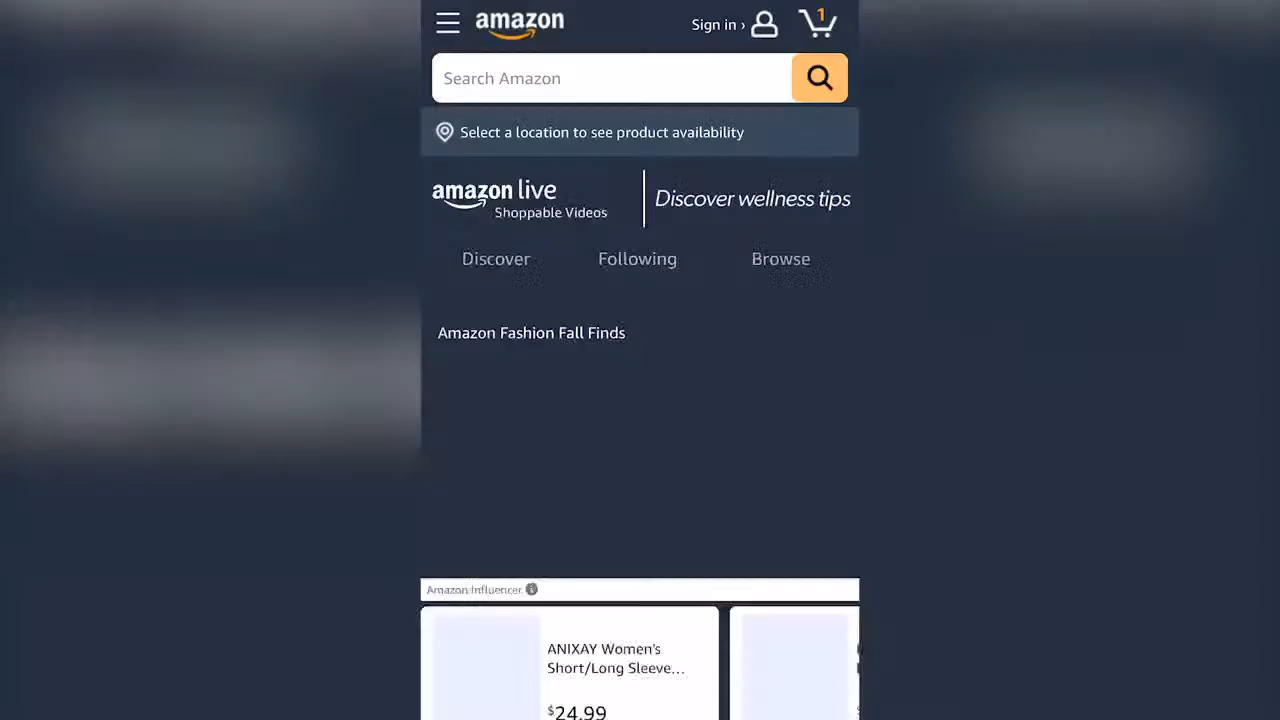 amazon
Sign in ›
1
Search Amazon
Select a location to see product availability
amazon live
Shoppable Videos
Discover wellness tips
Discover
Following
Browse
Amazon Fashion Fall Finds
Amazon Influencer
ANIXAY Women's
Short/Long Sleeve...
$24.99